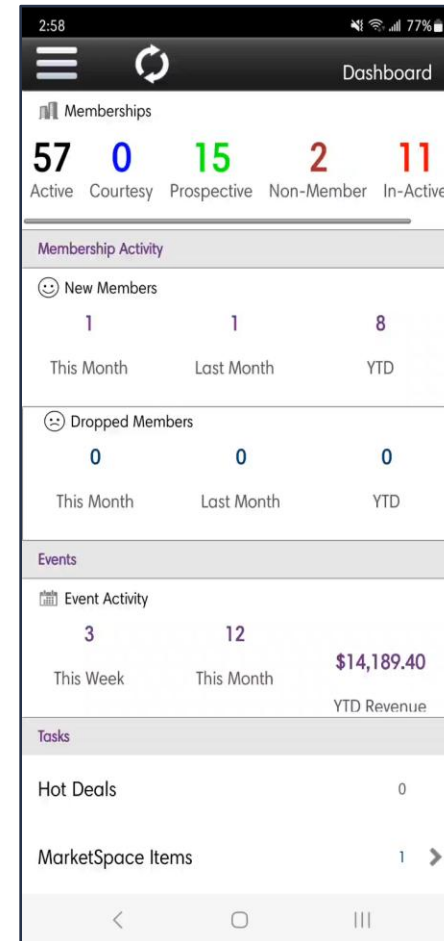 2:58 77%
Dashboard
Memberships
57 0 15 2 11
Active Courtesy Prospective Non-Member In-Active
Membership Activity
New Members
1 1 8
This Month Last Month YTD
Dropped Members
0 0 0
This Month Last Month YTD
Events
Event Activity
3 12 $14,189.40
This Week This Month YTD Revenue
Tasks
Hot Deals 0
MarketSpace Items 1